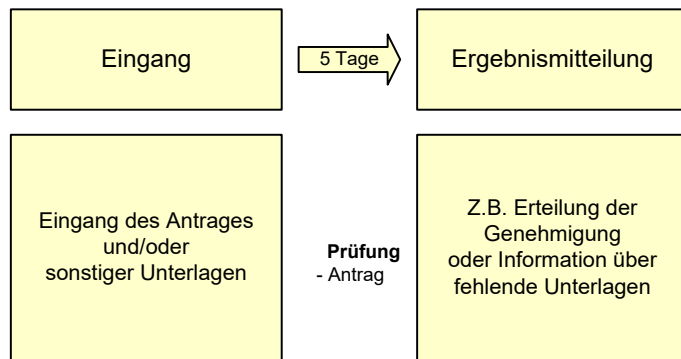 Eingang
5 Tage
Ergebnismitteilung
Eingang des Antrages
und/oder
sonstiger Unterlagen
Prüfung
- Antrag
Z.B. Erteilung der
Genehmigung
oder Information über
fehlende Unterlagen